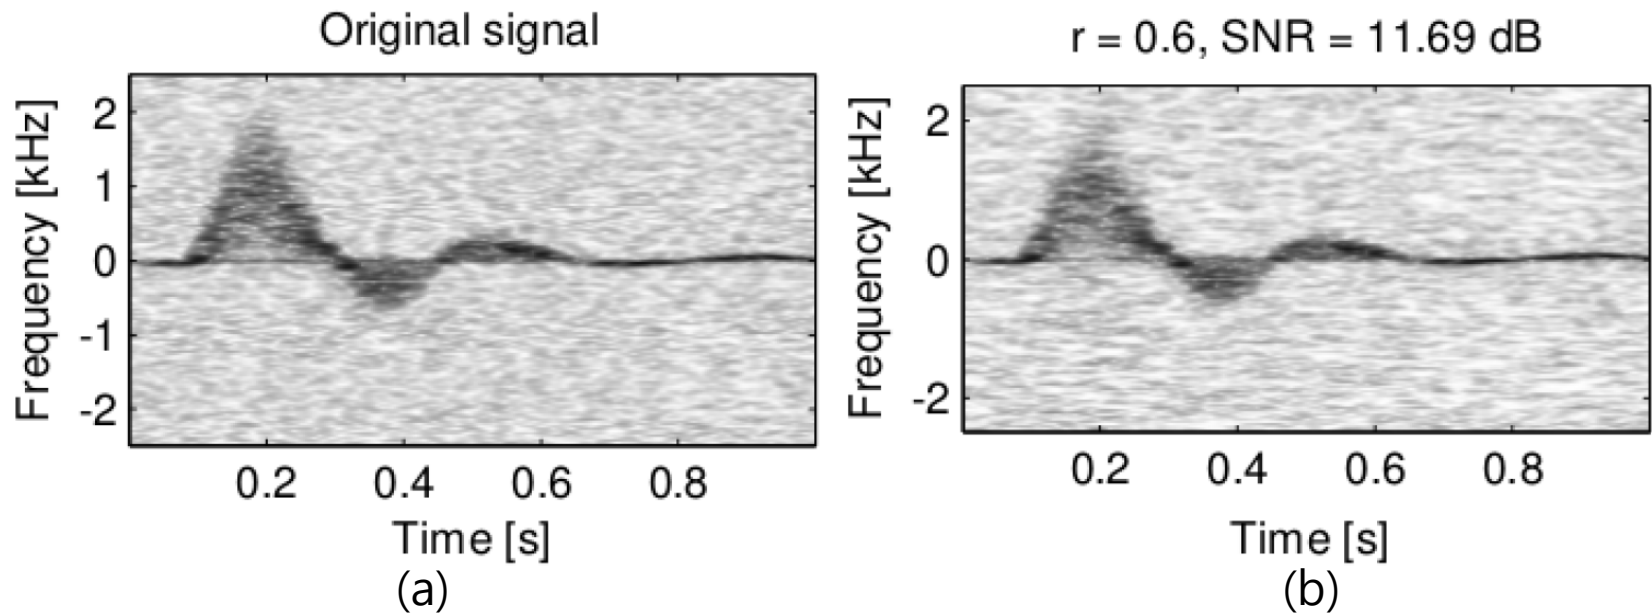 Original signal
Frequency [kHz]
2
1
0
-1
-2
0.2 0.4 0.6 0.8
Time [s]
(a)
r = 0.6, SNR = 11.69 dB
Frequency [kHz]
2
0
-2
0.2 0.4 0.6 0.8
Time [s]
(b)